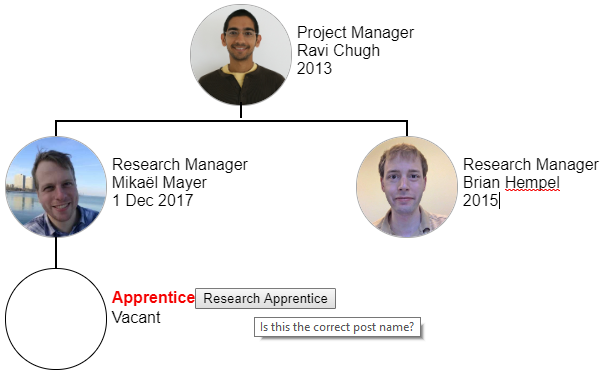 Project Manager
Ravi Chugh
2013
Research Manager
Mikaël Mayer
1 Dec 2017
Research Manager
Brian Hempel
2015
Apprentice Research Apprentice
Vacant
Is this the correct post name?